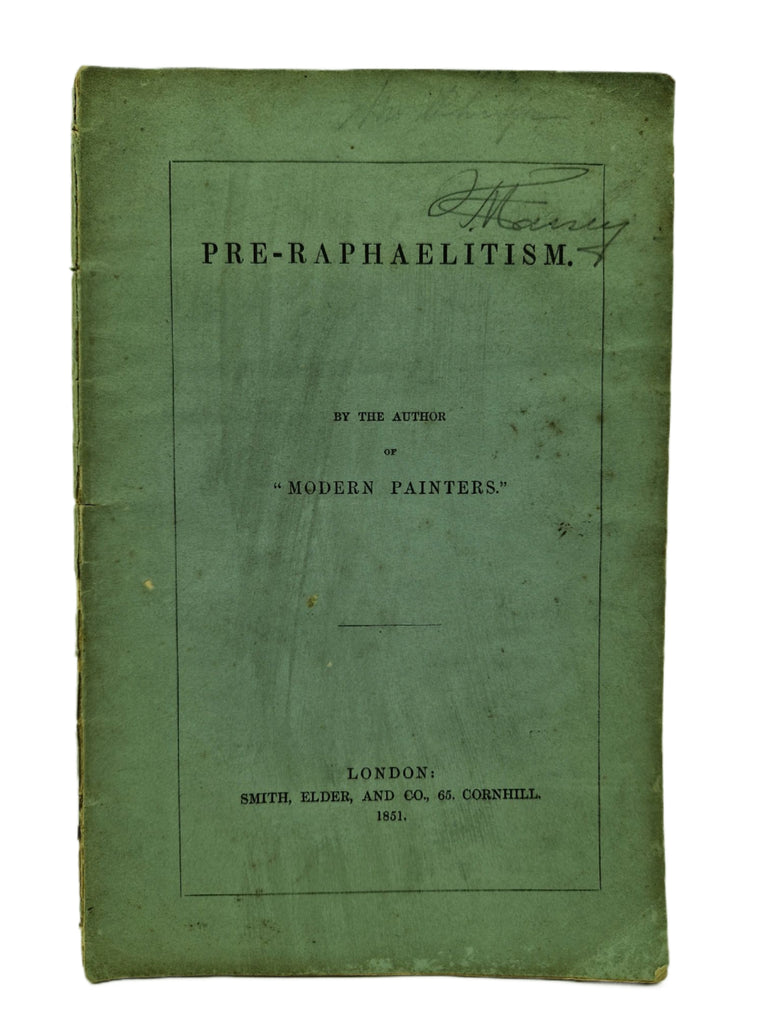 PRE-RAPHAELITISM.
BY THE AUTHOR
OF
"MODERN PAINTERS."
LONDON:
SMITH, ELDER, AND CO., 65. CORNHILL.
1851.